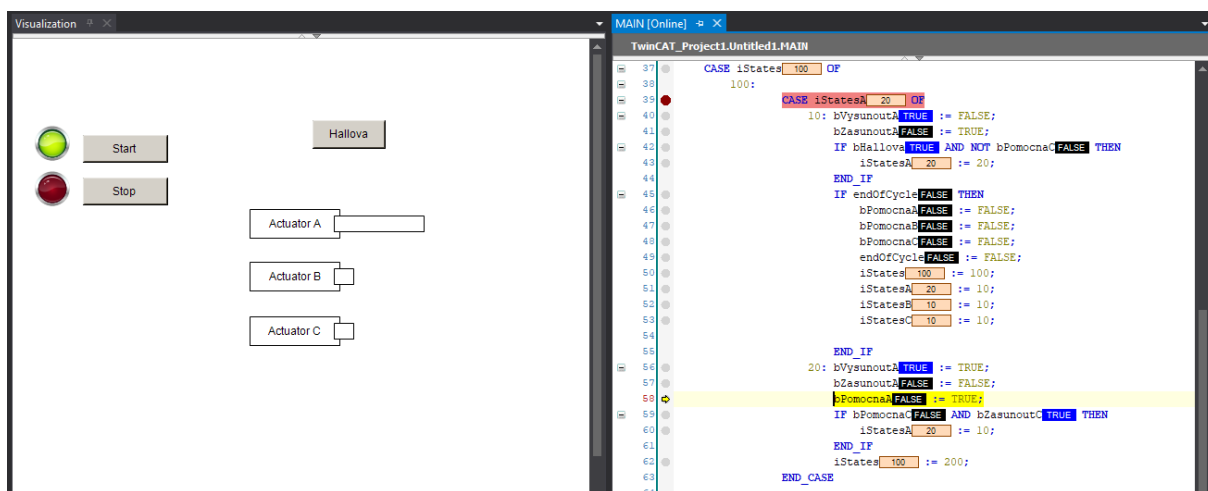 Visualization
Start
Stop
Hallova
Actuator A
Actuator B
Actuator C
MAIN [Online]
TwinCAT_Project1.Untitled1.MAIN
37 CASE iStates 100 OF
38 100:
39 CASE iStatesA 20 OF
40 10: bVysunoutA TRUE := FALSE;
41 bZasunoutA FALSE := TRUE;
42 IF bHallova TRUE AND NOT bPomocnaC FALSE THEN
43 iStatesA 20 := 20;
44 END_IF
45 IF endOfCycle FALSE THEN
46 bPomocnaA FALSE := FALSE;
47 bPomocnaB FALSE := FALSE;
48 bPomocnaC FALSE := FALSE;
49 endOfCycle FALSE := FALSE;
50 iStates 100 := 100;
51 iStatesA 20 := 10;
52 iStatesB 10 := 10;
53 iStatesC 10 := 10;
54
55 END_IF
56 20: bVysunoutA TRUE := TRUE;
57 bZasunoutA FALSE := FALSE;
58 bPomocnaA FALSE := TRUE;
59 IF bPomocnaC FALSE AND bZasunoutC TRUE THEN
60 iStatesA 20 := 10;
61 END_IF
62 iStates 100 := 200;
63 END_CASE